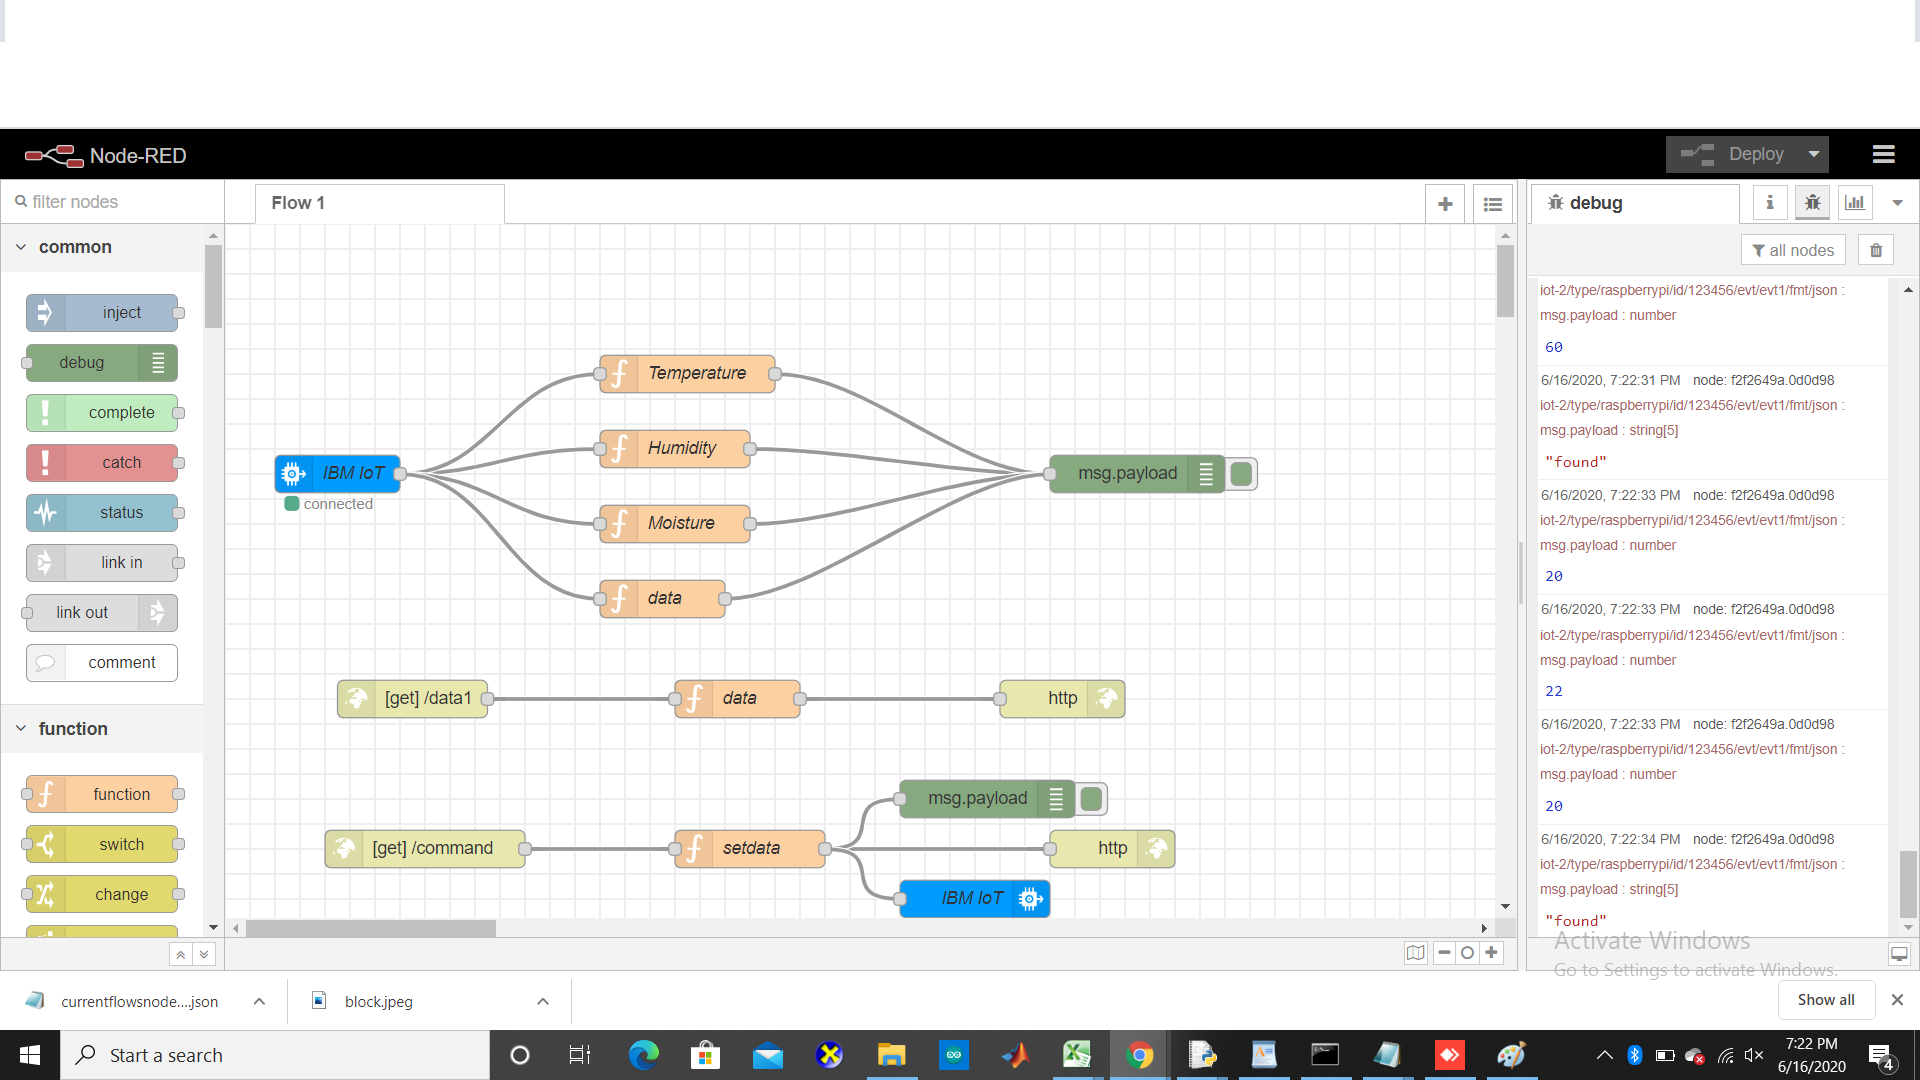 Node-RED
Deploy
filter nodes
Flow 1
debug
all nodes
common
inject
debug
complete
catch
status
link in
link out
comment
function
function
switch
change
Temperature
Humidity
IBM IoT
connected
Moisture
data
msg.payload
[get] /data1
data
http
msg.payload
[get] /command
setdata
http
IBM IoT
iot-2/type/raspberrypi/id/123456/evt/evt1/fmt/json :
msg.payload : number
60
6/16/2020, 7:22:31 PM node: f2f2649a.0d0d98
iot-2/type/raspberrypi/id/123456/evt/evt1/fmt/json :
msg.payload : string[5]
"found"
6/16/2020, 7:22:33 PM node: f2f2649a.0d0d98
iot-2/type/raspberrypi/id/123456/evt/evt1/fmt/json :
msg.payload : number
20
6/16/2020, 7:22:33 PM node: f2f2649a.0d0d98
iot-2/type/raspberrypi/id/123456/evt/evt1/fmt/json :
msg.payload : number
22
6/16/2020, 7:22:33 PM node: f2f2649a.0d0d98
iot-2/type/raspberrypi/id/123456/evt/evt1/fmt/json :
msg.payload : number
20
6/16/2020, 7:22:34 PM node: f2f2649a.0d0d98
iot-2/type/raspberrypi/id/123456/evt/evt1/fmt/json :
msg.payload : string[5]
"found"
Activate Windows
Go to Settings to activate Windows.
currentflowsnode....json
block.jpeg
Show all
Start a search
7:22 PM
6/16/2020
4